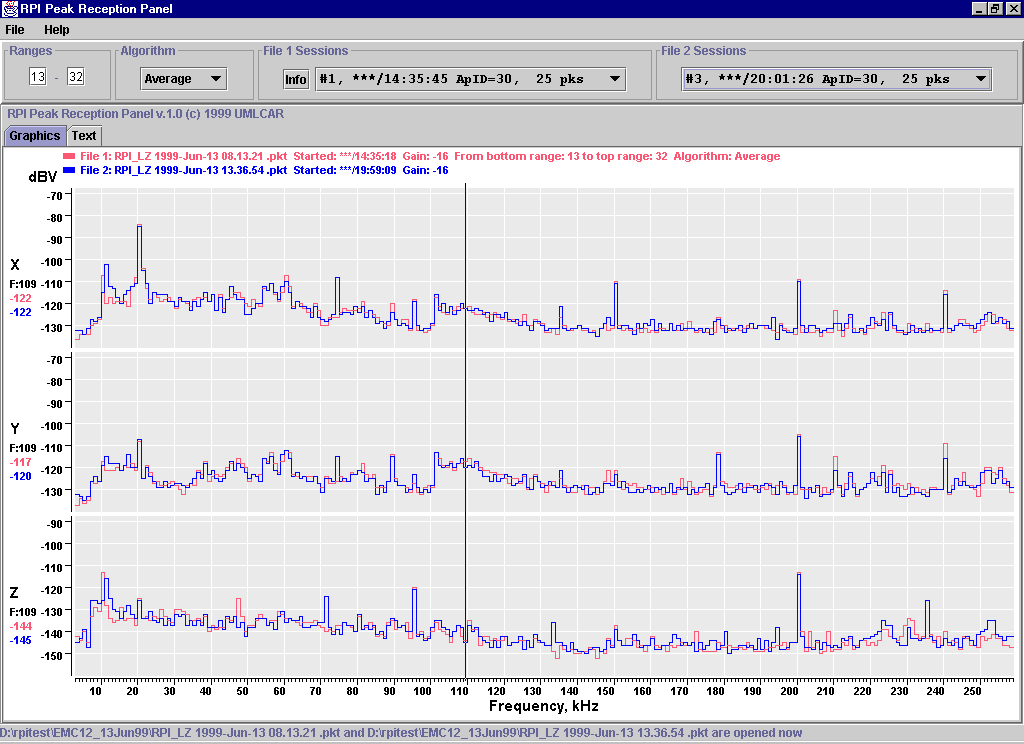 RPI Peak Reception Panel
File Help
Ranges Algorithm File 1 Sessions File 2 Sessions
13 - 32 Average Info #1, ***/14:35:45 ApID=30, 25 pks #3, ***/20:01:26 ApID=30, 25 pks
RPI Peak Reception Panel v.1.0 (c) 1999 UMLCAR
Graphics Text
File 1: RPI_LZ 1999-Jun-13 08.13.21 .pkt Started: ***/14:35:18 Gain: -16 From bottom range: 13 to top range: 32 Algorithm: Average
dBV File 2: RPI_LZ 1999-Jun-13 13.36.54 .pkt Started: ***/19:59:09 Gain: -16
-70
-80
-90
-100
X
F:109 -110
-122
-120
-122
-130
-70
-80
-90
-100
Y
F:109 -110
-117
-120
-120
-130
-90
-100
-110
-120
Z
F:109 -130
-144
-140
-145
-150
10 20 30 40 50 60 70 80 90 100 110 120 130 140 150 160 170 180 190 200 210 220 230 240 250
Frequency, kHz
D:\rpitest\EMC12_13Jun99\RPI_LZ 1999-Jun-13 08.13.21 .pkt and D:\rpitest\EMC12_13Jun99\RPI_LZ 1999-Jun-13 13.36.54 .pkt are opened now